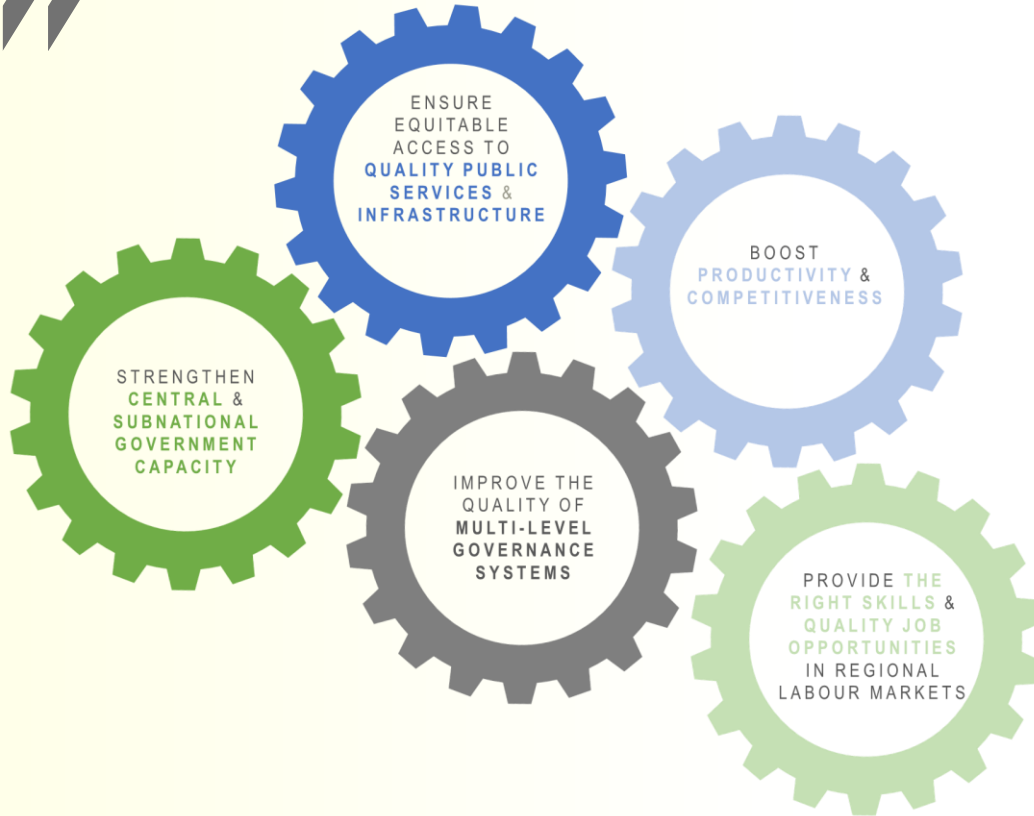 ENSURE
EQUITABLE
ACCESS TO
QUALITY PUBLIC
SERVICES &
INFRASTRUCTURE
BOOST
PRODUCTIVITY &
COMPETITIVENESS
STRENGTHEN
CENTRAL &
SUBNATIONAL
GOVERNMENT
CAPACITY
IMPROVE THE
QUALITY OF
MULTI-LEVEL
GOVERNANCE
SYSTEMS
PROVIDE THE
RIGHT SKILLS &
QUALITY JOB
OPPORTUNITIES
IN REGIONAL
LABOUR MARKETS